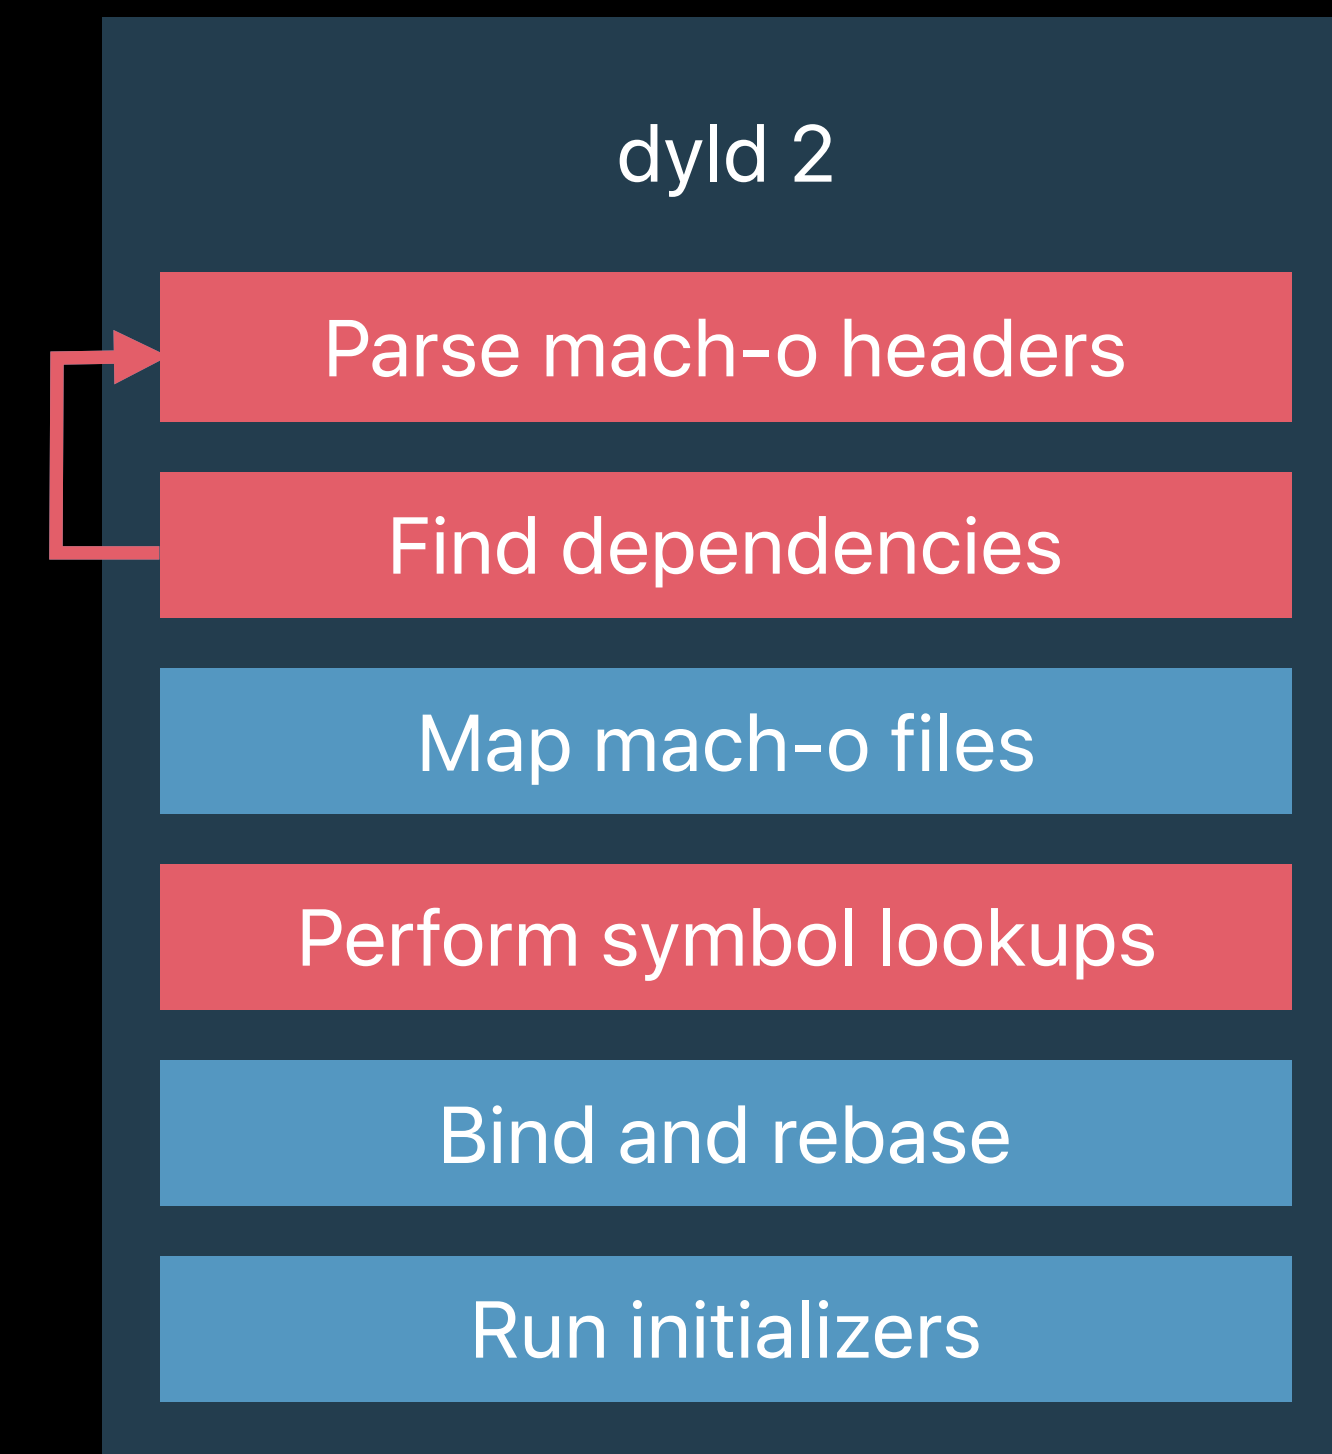 dyld 2
Parse mach-o headers
Find dependencies
Map mach-o files
Perform symbol lookups
Bind and rebase
Run initializers